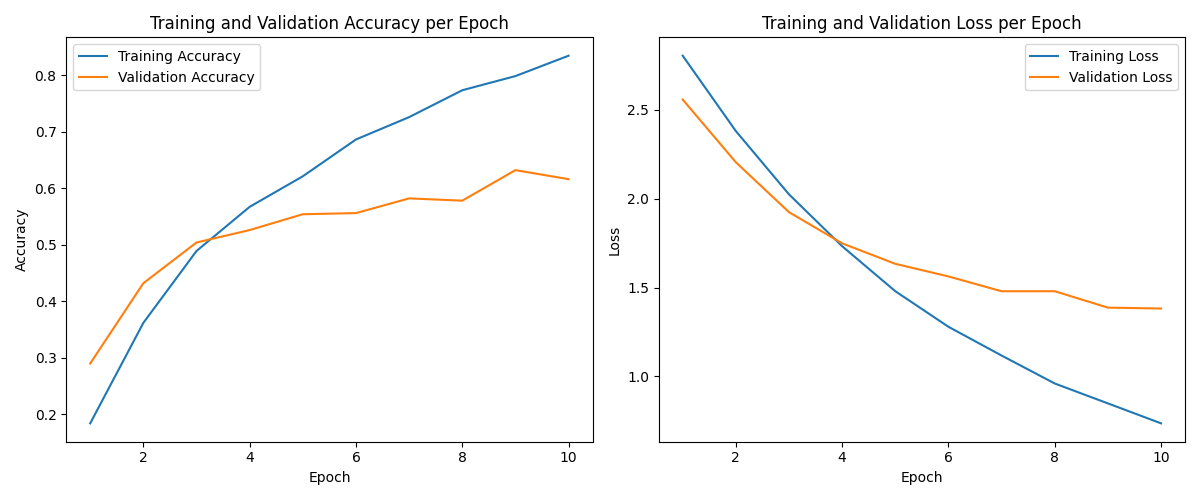 Training and Validation Accuracy per Epoch
Training Accuracy
Validation Accuracy
0.8
0.7
0.6
0.5
0.4
0.3
0.2
Accuracy
2 4 6 8 10
Epoch
Training and Validation Loss per Epoch
Training Loss
Validation Loss
2.5
2.0
1.5
1.0
Loss
2 4 6 8 10
Epoch